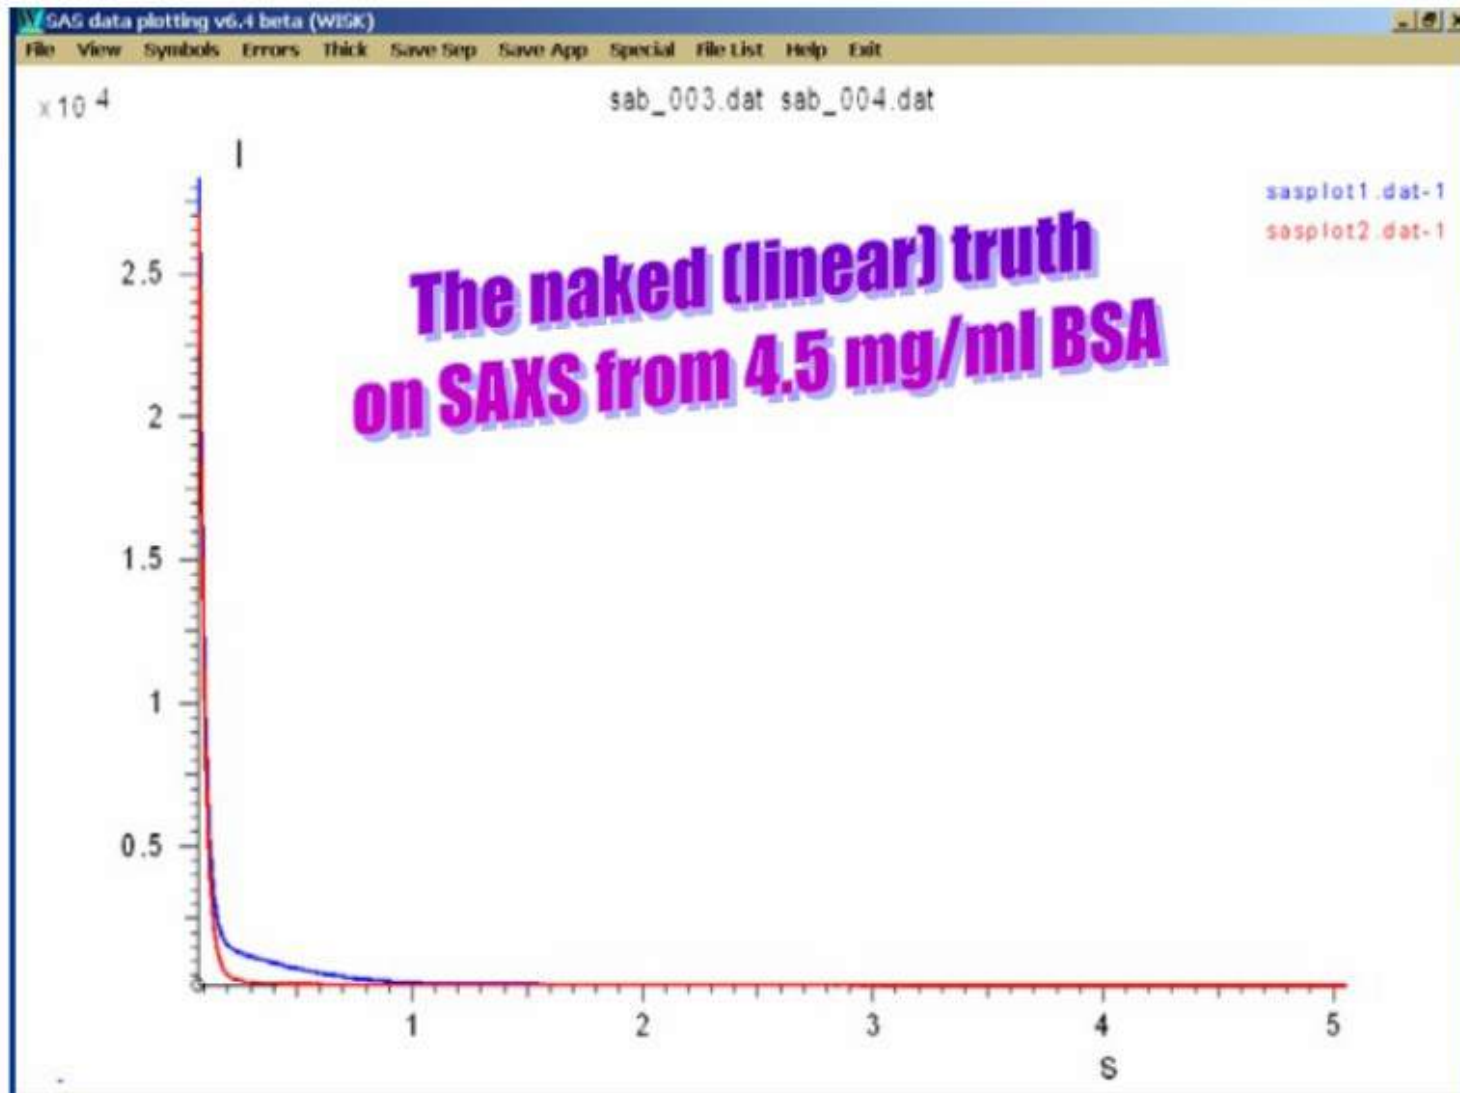 SAS data plotting v6.4 beta (WISK)
File View Symbols Errors Thick Save Sep Save App Special File List Help Exit
x 10 4
sab_003.dat sab_004.dat
I
sasplot1.dat-1
sasplot2.dat-1
The naked (linear) truth
on SAXS from 4.5 mg/ml BSA
2.5
2
1.5
1
0.5
1 2 3 4 5
S